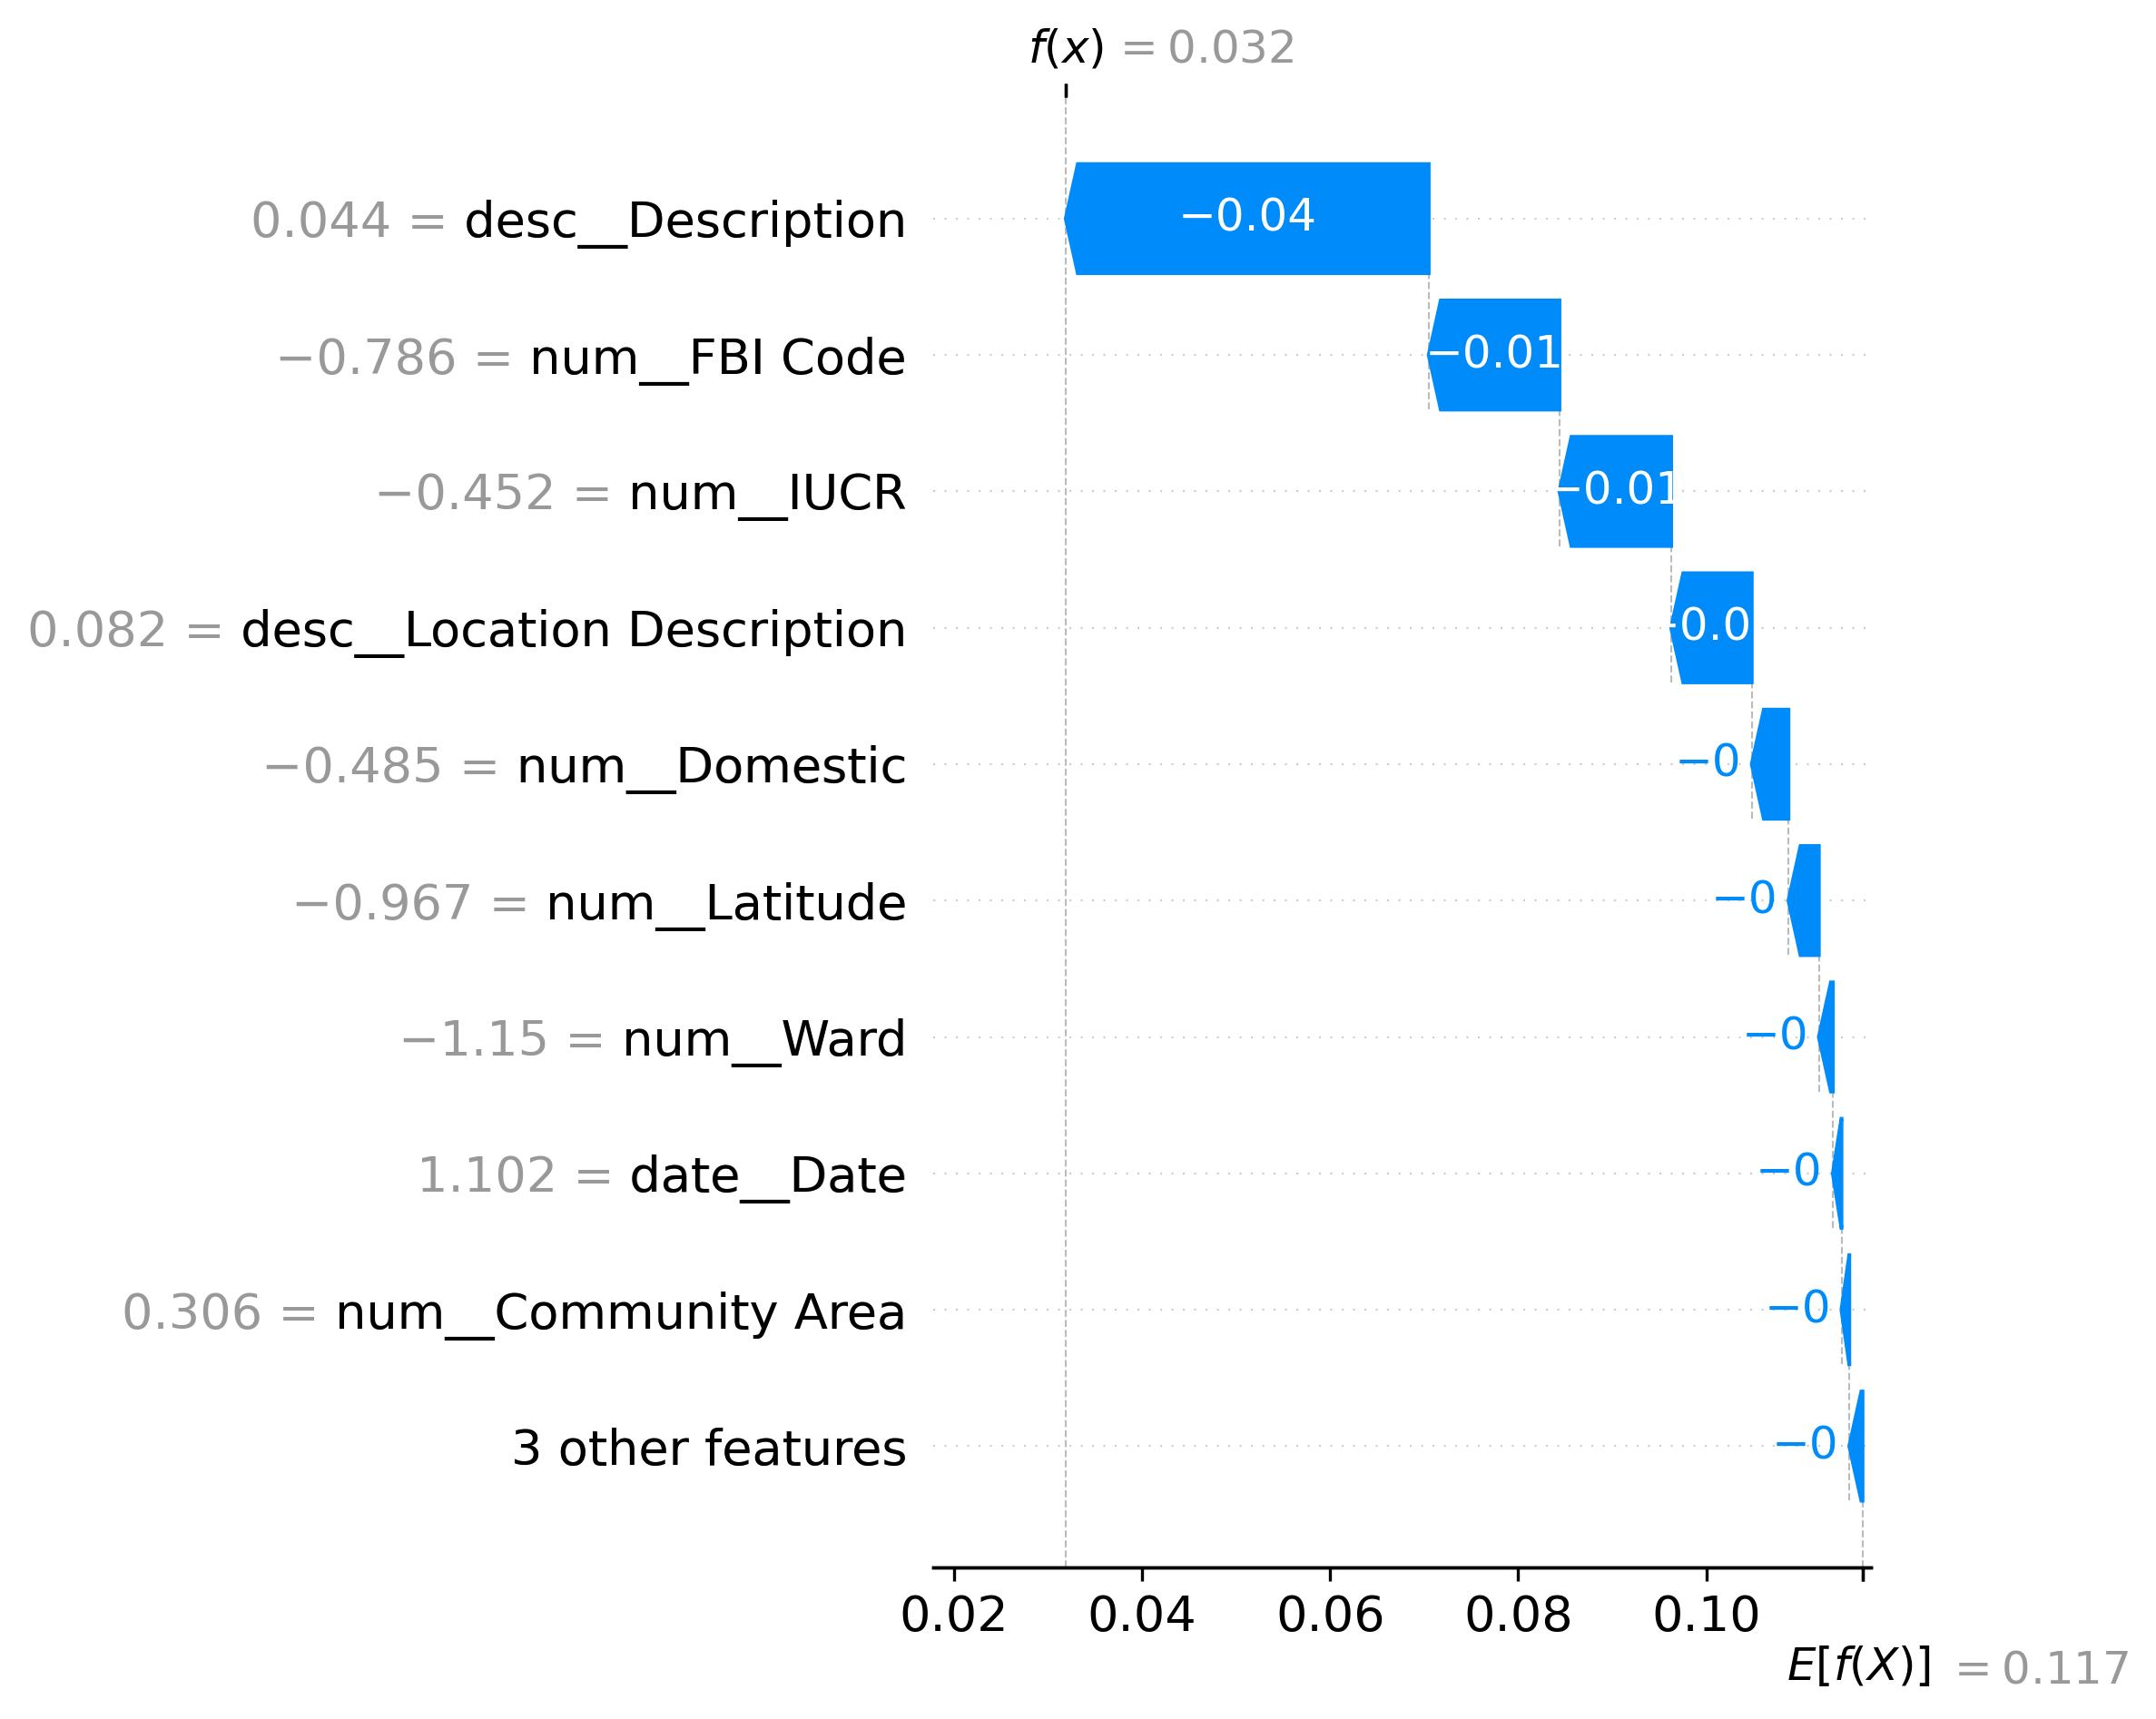 f(x) = 0.032
0.044 = desc__Description −0.04
−0.786 = num__FBI Code −0.01
−0.452 = num__IUCR −0.01
0.082 = desc__Location Description −0.0
−0.485 = num__Domestic −0
−0.967 = num__Latitude −0
−1.15 = num__Ward −0
1.102 = date__Date −0
0.306 = num__Community Area −0
3 other features −0
0.02 0.04 0.06 0.08 0.10
E[f(X)] = 0.117